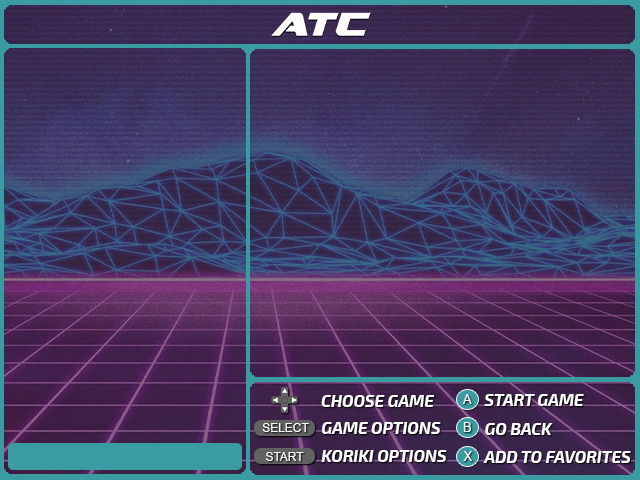 ATC
CHOOSE GAME
A START GAME
SELECT GAME OPTIONS
B GO BACK
START KORIKI OPTIONS
X ADD TO FAVORITES